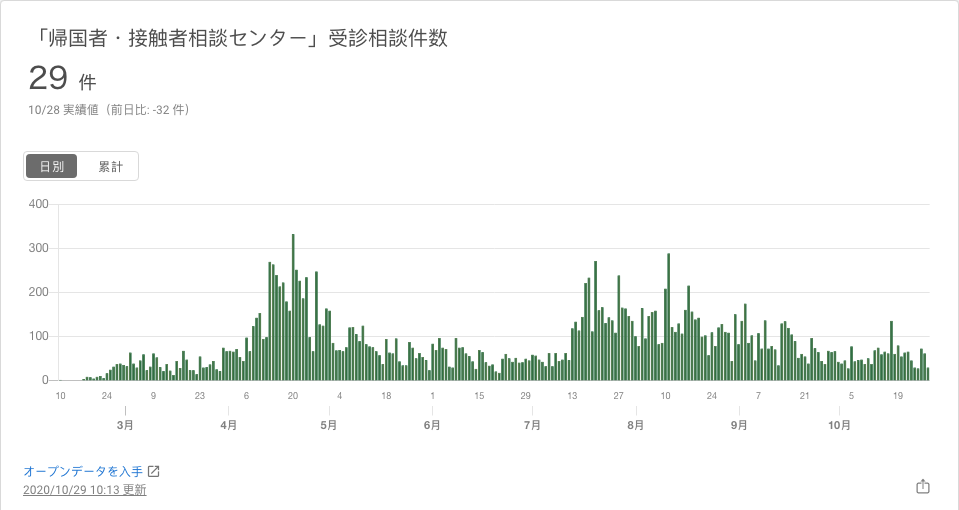 「帰国者・接触者相談センター」受診相談件数
29 件
10/28 実績値（前日比: -32 件）
日別 累計
400
300
200
100
0
10 24 9 23 6 20 4 18 1 15 29 13 27 10 24 7 21 5 19
3月 4月 5月 6月 7月 8月 9月 10月
オープンデータを入手
2020/10/29 10:13 更新